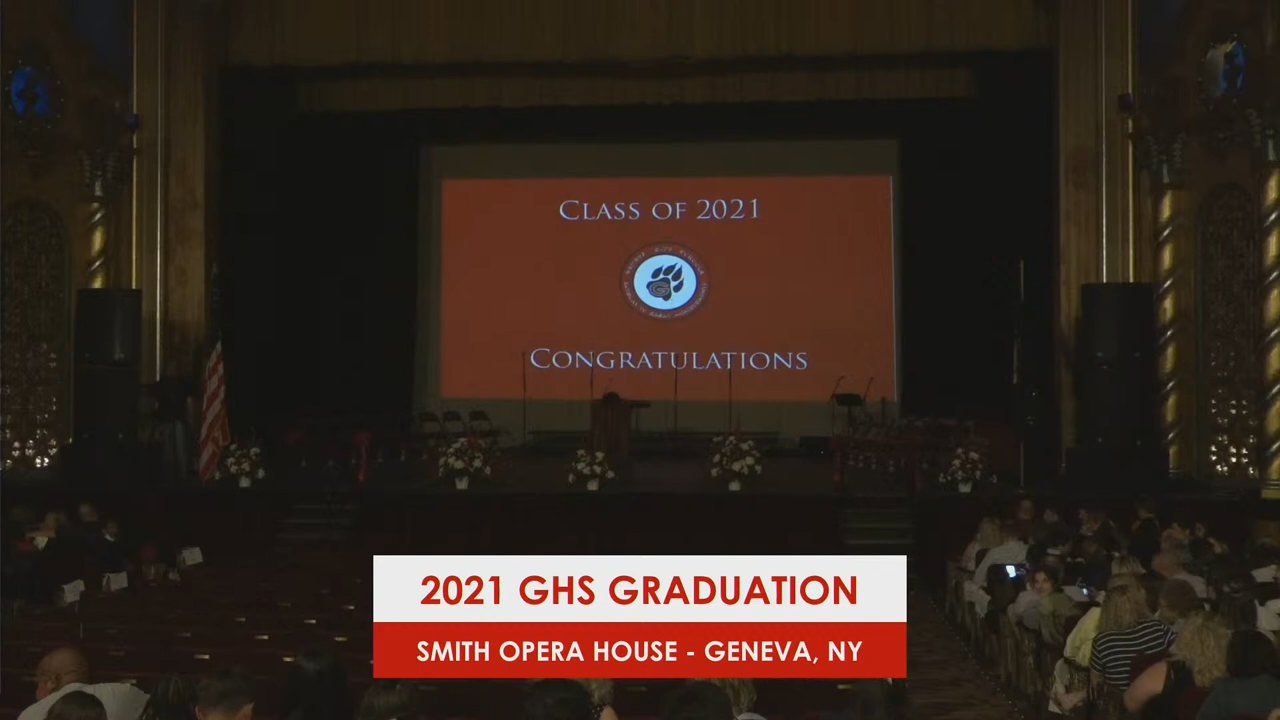 CLASS OF 2021
G
CONGRATULATIONS
2021 GHS GRADUATION
SMITH OPERA HOUSE - GENEVA, NY